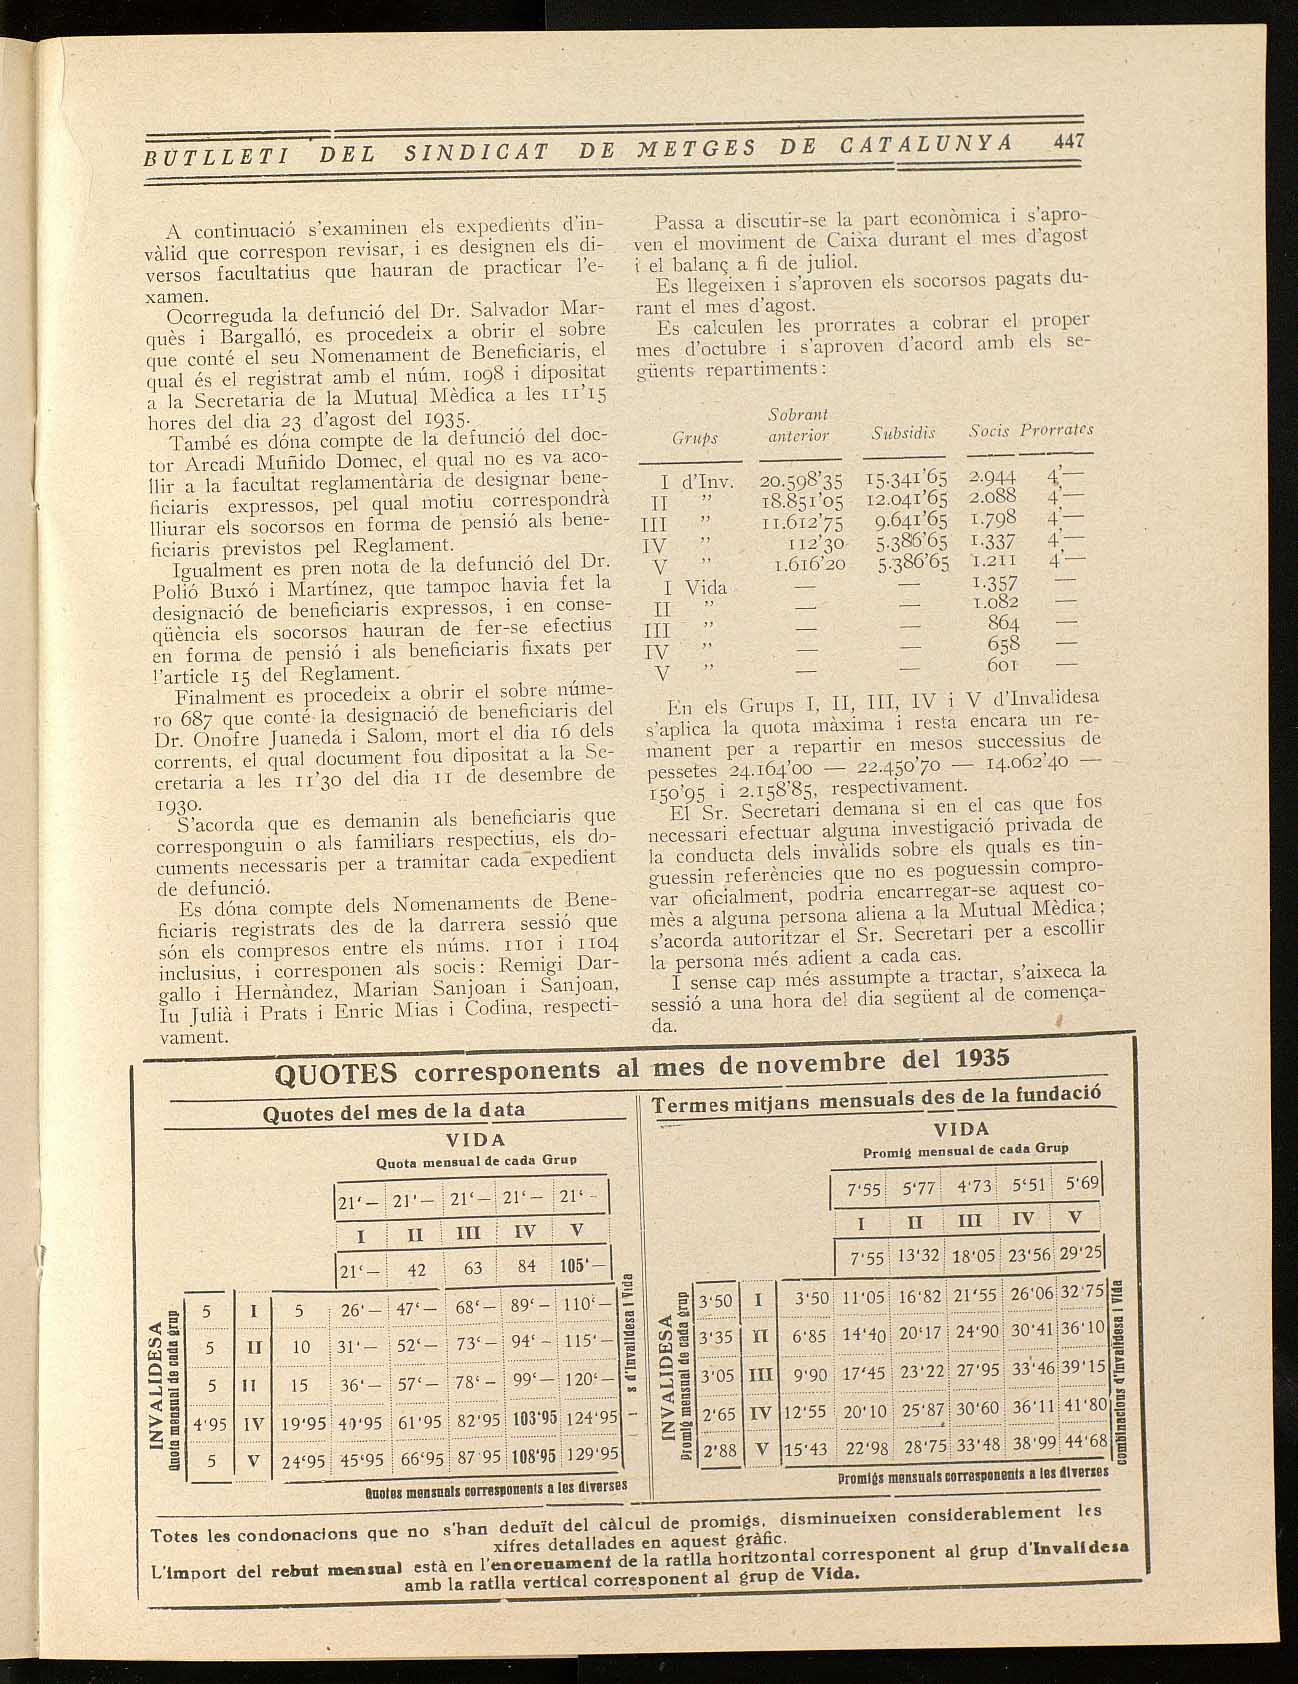 BUTLLETI DEL SINDICAT DE METGES DE CATALUNYA 447
A continuació s'examinen els expedients d'in-
vàlid que correspon revisar, i es designen els di-
versos facultatius que hauran de practicar l'e-
xamen.
Ocorreguda la defunció del Dr. Salvador Mar-
quès i Bargalló, es procedeix a obrir el sobre
que conté el seu Nomenament de Beneficiaris, el
qual és el registrat amb el núm. 1098 i dipositat
a la Secretaria de la Mutual Mèdica a les 11'15
hores del dia 23 d'agost del 1935.
També es dóna compte de la defunció del doc-
tor Arcadi Muñido Domec, el qual no es va aco-
llir a la facultat reglamentària de designar bene-
ficiaris expressos, pel qual motiu correspondrà
lliurar els socorsos en forma de pensió als bene-
ficiaris previstos pel Reglament.
Igualment es pren nota de la defunció del Dr.
Polió Buxó i Martínez, que tampoc havia fet la
designació de beneficiaris expressos, i en conse-
qüència els socorsos hauran de fer-se efectius
en forma de pensió i als beneficiaris fixats per
l'article 15 del Reglament.
Finalment es procedeix a obrir el sobre núme-
ro 687 que conté la designació de beneficiaris del
Dr. Onofre Juaneda i Salom, mort el dia 16 dels
corrents, el qual document fou dipositat a la Se-
cretaria a les 11'30 del dia 11 de desembre de
1930.
S'acorda que es demanin als beneficiaris que
corresponguin o als familiars respectius, els do-
cuments necessaris per a tramitar cada expedient
de defunció.
Es dóna compte dels Nomenaments de Bene-
ficiaris registrats des de la darrera sessió que
són els compresos entre els núms. 1101 i 1104
inclusius, i corresponen als socis: Remigi Dar-
gallo i Hernàndez, Marian Sanjoan i Sanjoan,
Iu Julià i Prats i Enric Mias i Codina, respecti-
vament.
Passa a discutir-se la part econòmica i s'apro-
ven el moviment de Caixa durant el mes d'agost
i el balanç a fi de juliol.
Es llegeixen i s'aproven els socorsos pagats du-
rant el mes d'agost.
Es calculen les prorrates a cobrar el proper
mes d'octubre i s'aproven d'acord amb els se-
güents repartiments:
Sobrant
Grups anterior Subsidis Socis Prorrates
I d'Inv. 20.598'35 15.341'65 2.944 4'—
II " 18.851'05 12.041'65 2.088 4'—
III " 11.612'75 9.641'65 1.798 4'—
IV " 112'30 5.386'65 1.337 4'—
V " 1.616'20 5.386'65 1.211 4'—
I Vida — — 1.357 —
II " — — 1.082 —
III " — — 864 —
IV " — — 658 —
V " — — 601 —
En els Grups I, II, III, IV i V d'Invalidesa
s'aplica la quota màxima i resta encara un re-
manent per a repartir en mesos successius de
pessetes 24.164'00 — 22.450'70 — 14.062'40 —
150'95 i 2.158'85, respectivament.
El Sr. Secretari demana si en el cas que fos
necessari efectuar alguna investigació privada de
la conducta dels invàlids sobre els quals es tin-
guessin referències que no es poguessin compro-
var oficialment, podria encarregar-se aquest co-
mès a alguna persona aliena a la Mutual Mèdica;
s'acorda autoritzar el Sr. Secretari per a escollir
la persona més adient a cada cas.
I sense cap més assumpte a tractar, s'aixeca la
sessió a una hora del dia següent al de comença-
da.
QUOTES corresponents al mes de novembre del 1935
Quotes del mes de la data
VIDA
Quota mensual de cada Grup
21'— 21'— 21'— 21'— 21'-
I II III IV V
21'— 42 63 84 105'—
INVALIDESA
Quota mensual de cada grup
5 I 5 26'— 47'— 68'— 89'— 110'—
5 II 10 31'— 52'— 73'— 94'- 115'—
5 II 15 36'— 57'— 78'- 99'— 120'—
4'95 IV 19'95 40'95 61'95 82'95 103'95 124'95
5 V 24'95 45'95 66'95 87 95 108'95 129'95
s d'Invalidesa i Vida
Quotes mensuals corresponents a les diverses
Termes mitjans mensuals des de la fundació
VIDA
Promig mensual de cada Grup
7'55 5'77 4'73 5'51 5'69
I II III IV V
7'55 13'32 18'05 23'56 29'25
INVALIDESA
Promig mensual de cada grup
3'50 I 3'50 11'05 16'82 21'55 26'06 32'75
3'35 II 6'85 14'40 20'17 24'90 30'41 36'10
3'05 III 9'90 17'45 23'22 27'95 33'46 39'15
2'65 IV 12'55 20'10 25'87 30'60 36'11 41'80
2'88 V 15'43 22'98 28'75 33'48 38'99 44'68
combinacions d'Invalidesa i Vida
Promigs mensuals corresponents a les diverses
Totes les condonacions que no s'han deduït del càlcul de promigs, disminueixen considerablement les
xifres detallades en aquest gràfic.
L'import del rebut mensual està en l'encreuament de la ratlla horitzontal corresponent al grup d'Invalidesa
amb la ratlla vertical corresponent al grup de Vida.